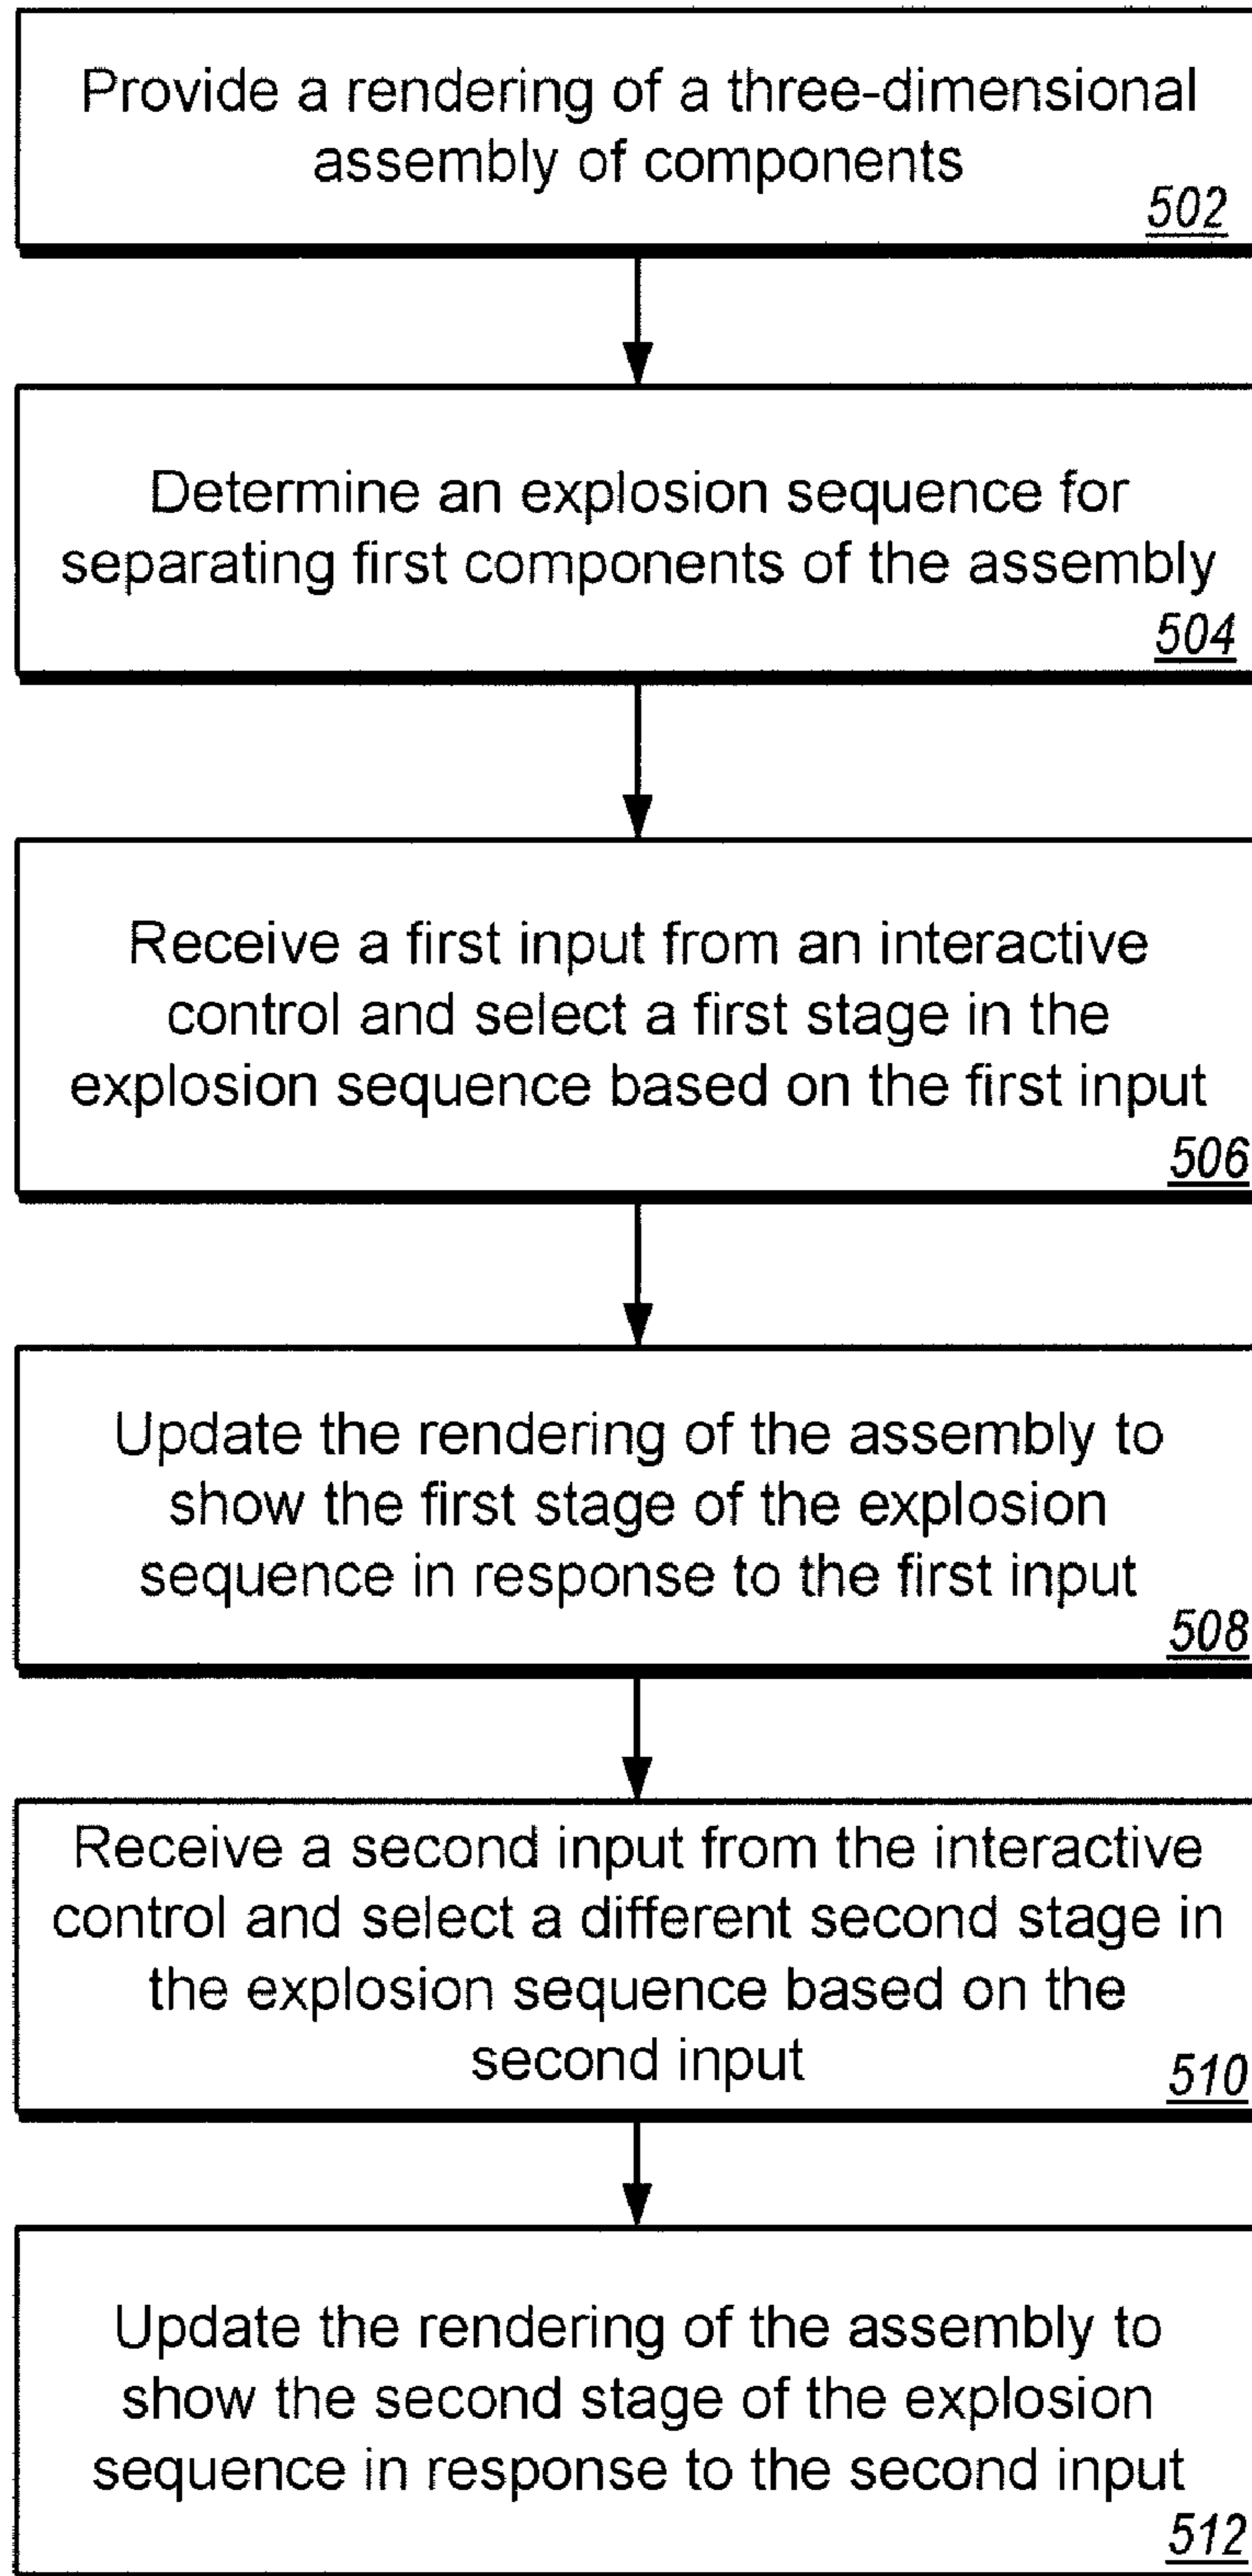 Provide a rendering of a three-dimensional
assembly of components
502
Determine an explosion sequence for
separating first components of the assembly
504
Receive a first input from an interactive
control and select a first stage in the
explosion sequence based on the first input
506
Update the rendering of the assembly to
show the first stage of the explosion
sequence in response to the first input
508
Receive a second input from the interactive
control and select a different second stage in
the explosion sequence based on the
second input
510
Update the rendering of the assembly to
show the second stage of the explosion
sequence in response to the second input
512